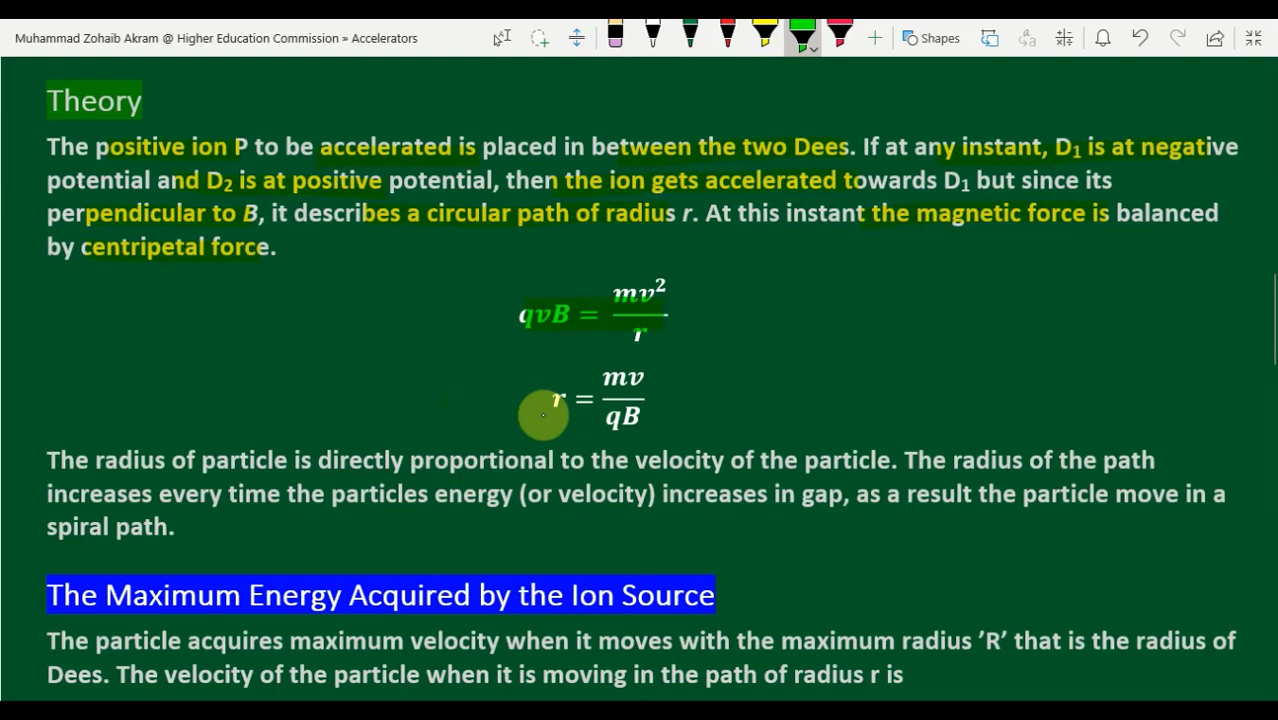 Muhammad Zohaib Akram @ Higher Education Commission » Accelerators
Shapes
Theory
The positive ion P to be accelerated is placed in between the two Dees. If at any instant, D₁ is at negative
potential and D₂ is at positive potential, then the ion gets accelerated towards D₁ but since its
perpendicular to B, it describes a circular path of radius r. At this instant the magnetic force is balanced
by centripetal force.
qvB = mv²/r
r = mv/qB
The radius of particle is directly proportional to the velocity of the particle. The radius of the path
increases every time the particles energy (or velocity) increases in gap, as a result the particle move in a
spiral path.
The Maximum Energy Acquired by the Ion Source
The particle acquires maximum velocity when it moves with the maximum radius ’R’ that is the radius of
Dees. The velocity of the particle when it is moving in the path of radius r is